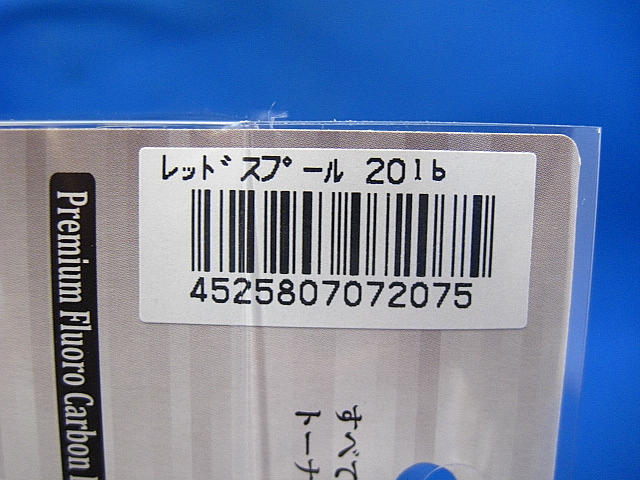 レッドスプール 20lb
4525807072075
Premium Fluoro Carbon
すべて
トーナ